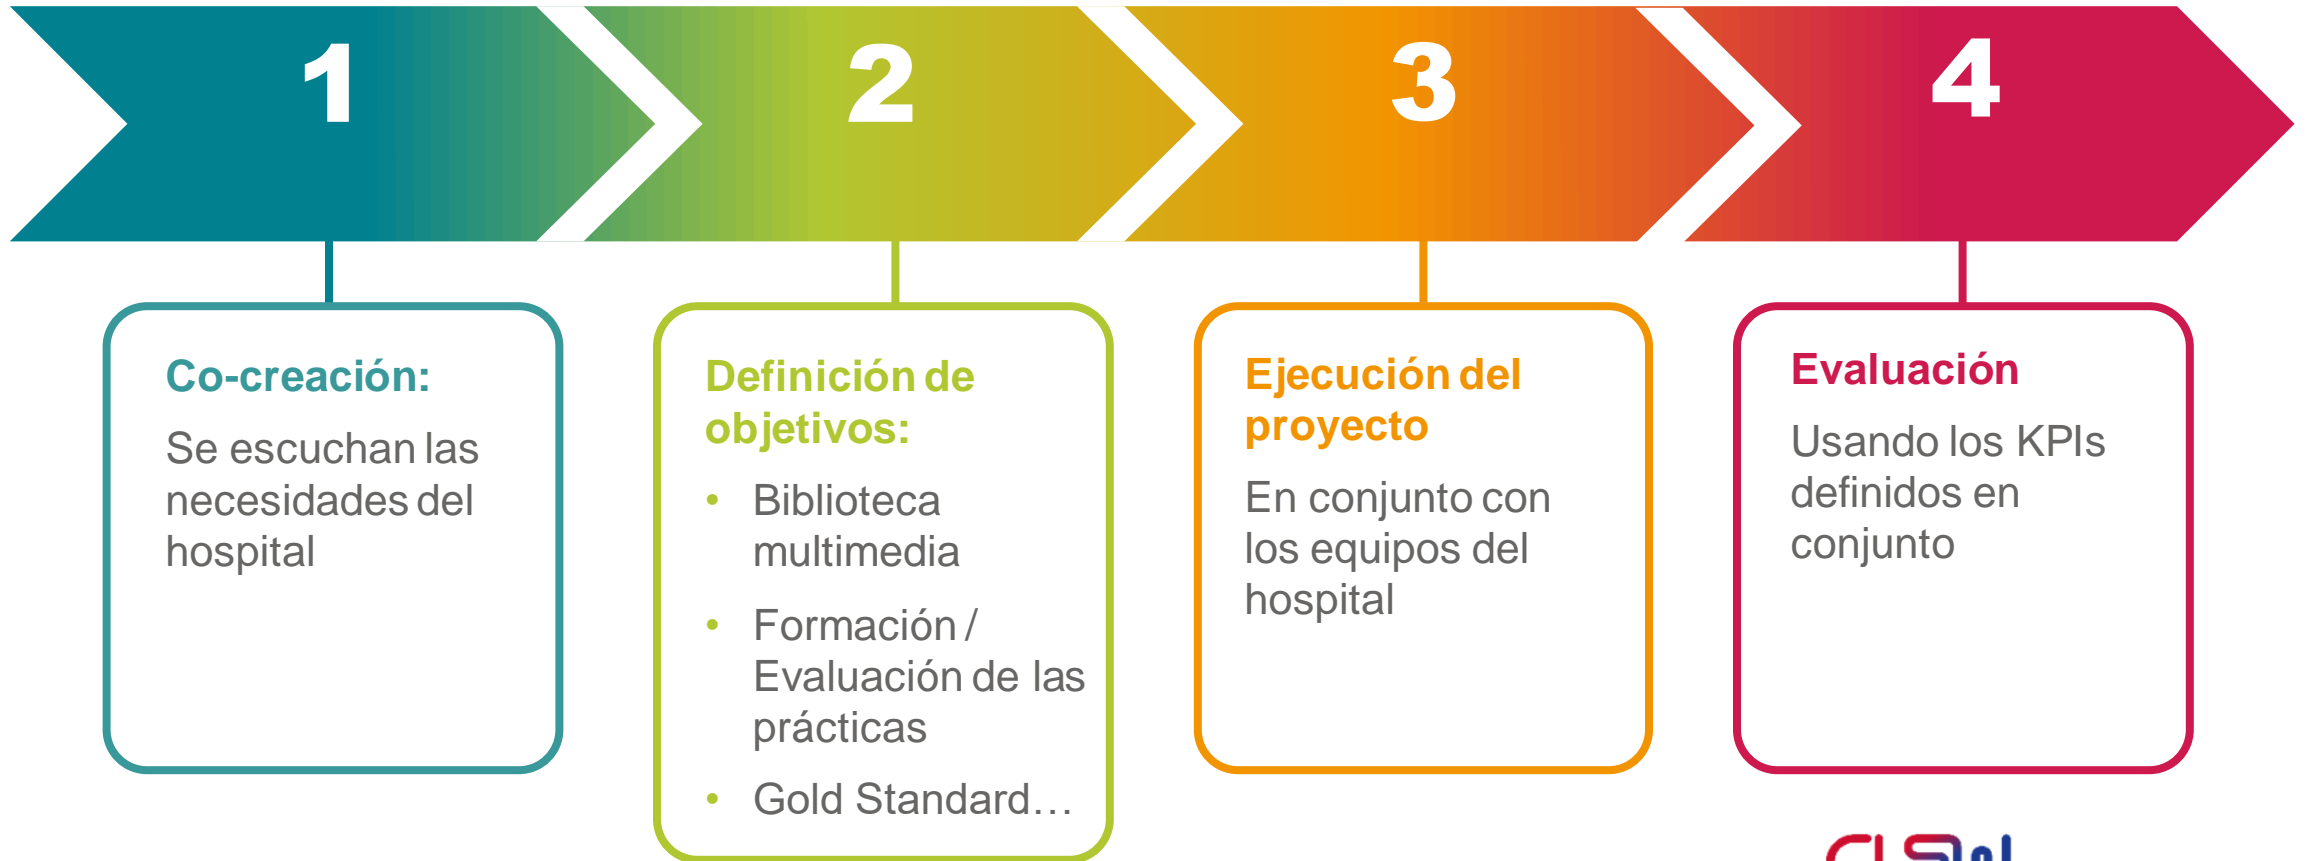 1
2
3
4
Co-creación:
Se escuchan las
necesidades del
hospital
Definición de
objetivos:
• Biblioteca
multimedia
• Formación /
Evaluación de las
prácticas
• Gold Standard…
Ejecución del
proyecto
En conjunto con
los equipos del
hospital
Evaluación
Usando los KPIs
definidos en
conjunto